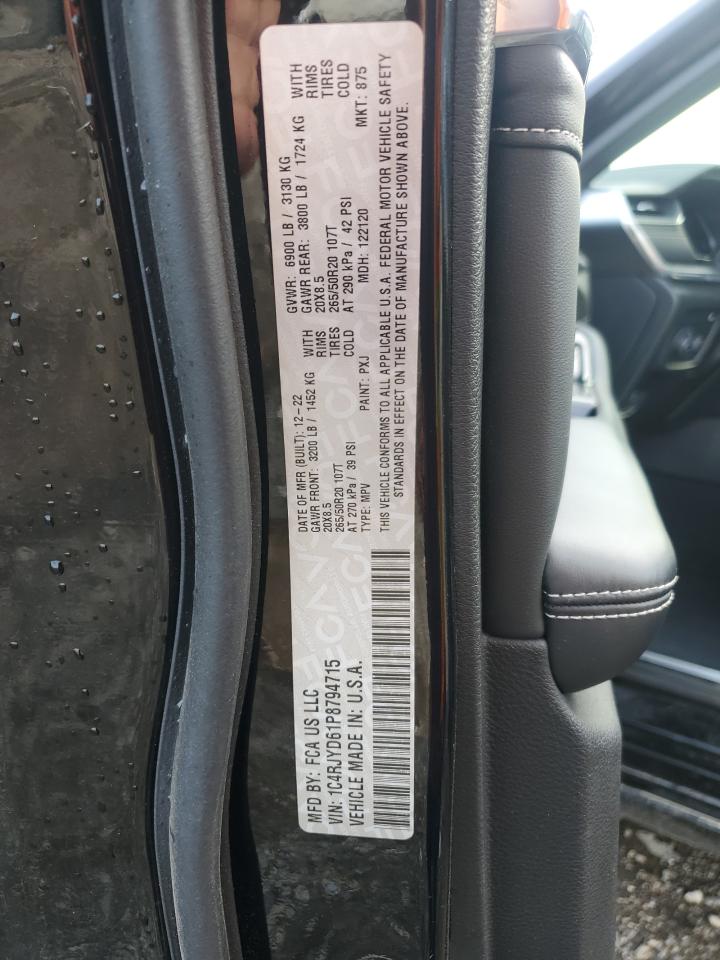 MFD BY: FCA US LLC
VIN: 1C4RJYD61P8794715
VEHICLE MADE IN: U.S.A.
DATE OF MFR (BUILT): 12-22
GAWR FRONT: 3200 LB / 1452 KG WITH
20X8.5 RIMS
265/50R20 107T TIRES
AT 270 kPa / 39 PSI COLD
TYPE: MPV PAINT: PXJ
GVWR: 6900 LB / 3130 KG
GAWR REAR: 3800 LB / 1724 KG WITH
20X8.5 RIMS
265/50R20 107T TIRES
AT 290 kPa / 42 PSI COLD
MDH: 122120 MKT: 875
THIS VEHICLE CONFORMS TO ALL APPLICABLE U.S.A. FEDERAL MOTOR VEHICLE SAFETY
STANDARDS IN EFFECT ON THE DATE OF MANUFACTURE SHOWN ABOVE.